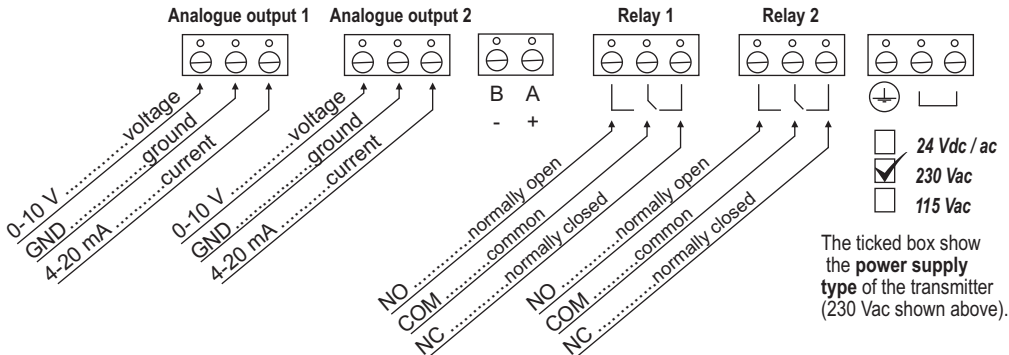 Analogue output 1
Analogue output 2
Relay 1
Relay 2
B A
- +
0-10 V ..............voltage
GND ..................ground
4-20 mA ..........current
0-10 V ..............voltage
GND ..................ground
4-20 mA ..........current
NO ..............normally open
COM ..........common
NC ..............normally closed
NO ..............normally open
COM ..........common
NC ..............normally closed
24 Vdc / ac
230 Vac
115 Vac
The ticked box show
the power supply
type of the transmitter
(230 Vac shown above).